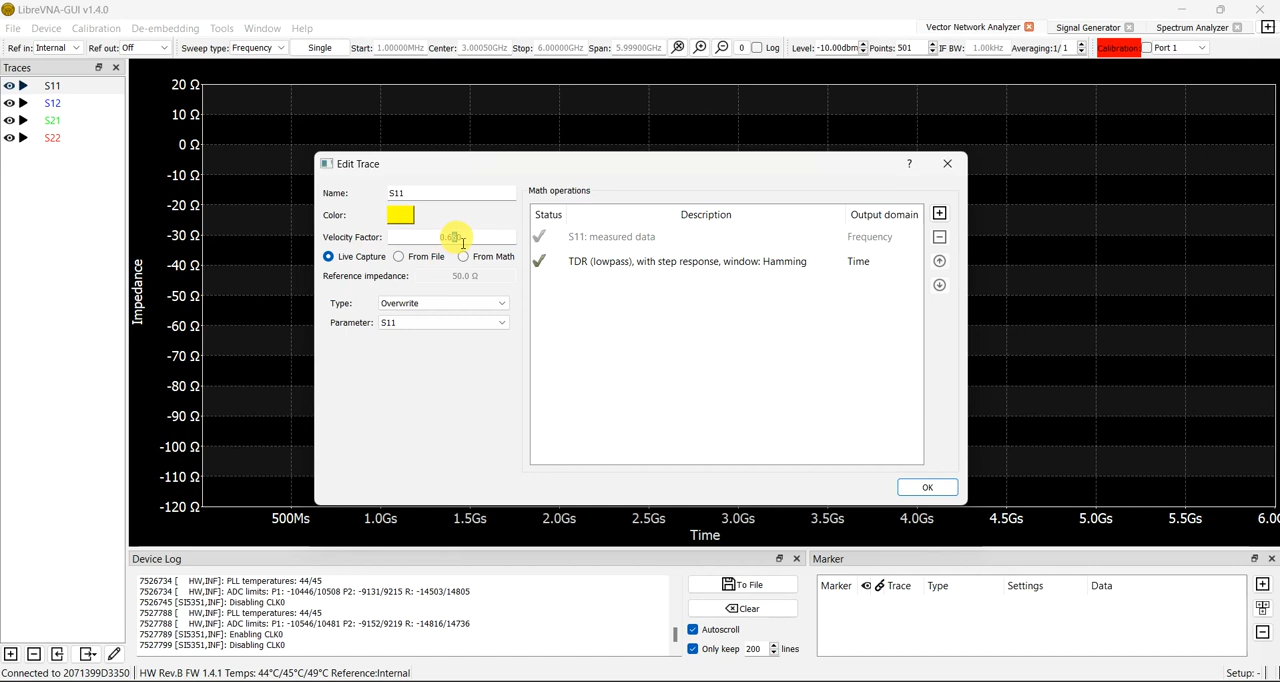 LibreVNA-GUI v1.4.0
File Device Calibration De-embedding Tools Window Help
Vector Network Analyzer Signal Generator Spectrum Analyzer
Ref in: Internal Ref out: Off Sweep type: Frequency Single Start: 1.00000MHz Center: 3.00050GHz Stop: 6.00000GHz Span: 5.99900GHz 0 Log Level: -10.00dbm Points: 501 IF BW: 1.00kHz Averaging: 1/ 1 Calibration: Port 1
Traces
S11
S12
S21
S22
20 Ω
10 Ω
0 Ω
-10 Ω
-20 Ω
-30 Ω
-40 Ω
-50 Ω
-60 Ω
-70 Ω
-80 Ω
-90 Ω
-100 Ω
-110 Ω
-120 Ω
Impedance
Edit Trace ?
Name: S11
Color:
Velocity Factor:
Live Capture From File From Math
Reference impedance: 50.0 Ω
Type: Overwrite
Parameter: S11
Math operations
Status Description Output domain
S11: measured data Frequency
TDR (lowpass), with step response, window: Hamming Time
OK
500Ms 1.0Gs 1.5Gs 2.0Gs 2.5Gs 3.0Gs 3.5Gs 4.0Gs 4.5Gs 5.0Gs 5.5Gs 6.0
Time
Device Log
7526734 [ HW,INF]: PLL temperatures: 44/45
7526734 [ HW,INF]: ADC limits: P1: -10446/10508 P2: -9131/9215 R: -14503/14805
7526745 [SI5351,INF]: Disabling CLK0
7527788 [ HW,INF]: PLL temperatures: 44/45
7527788 [ HW,INF]: ADC limits: P1: -10546/10481 P2: -9152/9219 R: -14816/14736
7527789 [SI5351,INF]: Enabling CLK0
7527799 [SI5351,INF]: Disabling CLK0
To File
Clear
Autoscroll
Only keep 200 lines
Marker
Marker Trace Type Settings Data
Connected to 2071399D3350 HW Rev.B FW 1.4.1 Temps: 44°C/45°C/49°C Reference:Internal Setup: -